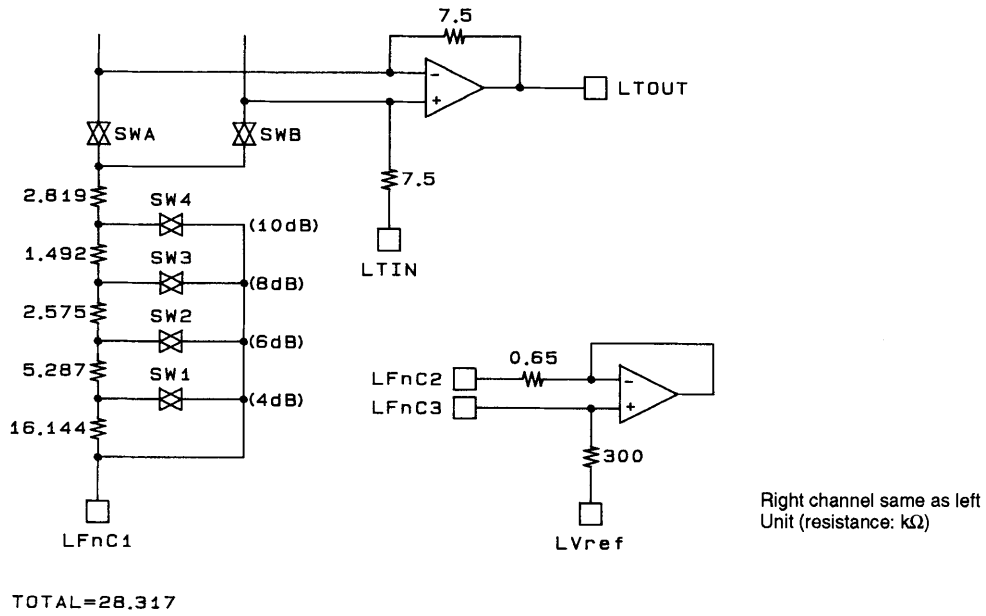 7.5
LTOUT
SWA
SWB
7.5
2.819
SW4
(10dB)
LTIN
1.492
SW3
(8dB)
2.575
SW2
(6dB)
5.287
SW1
(4dB)
16.144
LFnC1
0.65
LFnC2
LFnC3
300
LVref
Right channel same as left
Unit (resistance: kΩ)
TOTAL=28.317